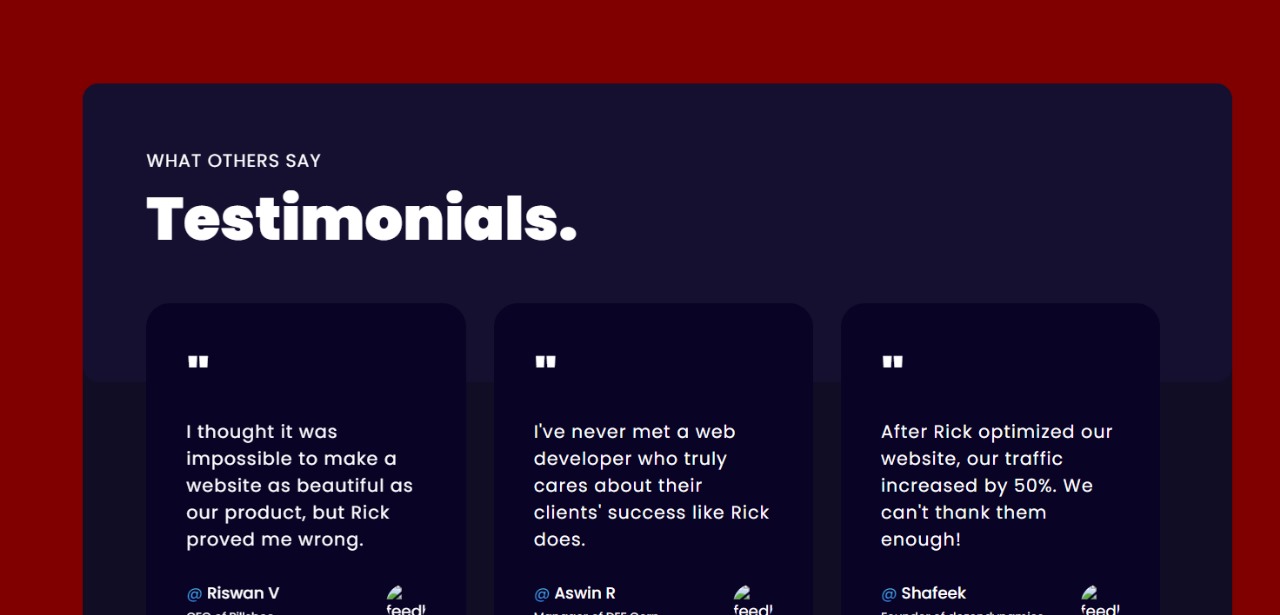 WHAT OTHERS SAY
Testimonials.
"
I thought it was
impossible to make a
website as beautiful as
our product, but Rick
proved me wrong.
@ Riswan V
feed
"
I've never met a web
developer who truly
cares about their
clients' success like Rick
does.
@ Aswin R
feed
"
After Rick optimized our
website, our traffic
increased by 50%. We
can't thank them
enough!
@ Shafeek
feed